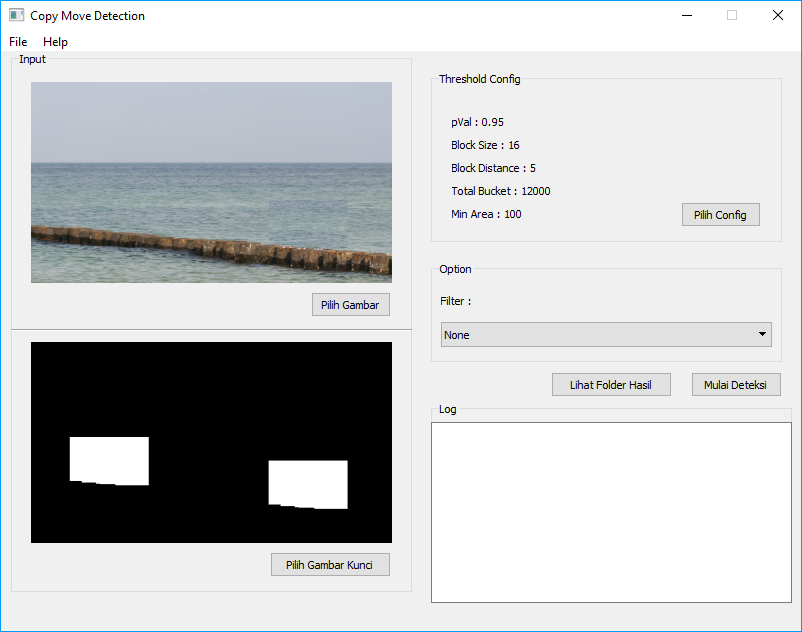 Copy Move Detection
File Help
Input
Pilih Gambar
Pilih Gambar Kunci
Threshold Config
pVal : 0.95
Block Size : 16
Block Distance : 5
Total Bucket : 12000
Min Area : 100
Pilih Config
Option
Filter :
None
Lihat Folder Hasil Mulai Deteksi
Log